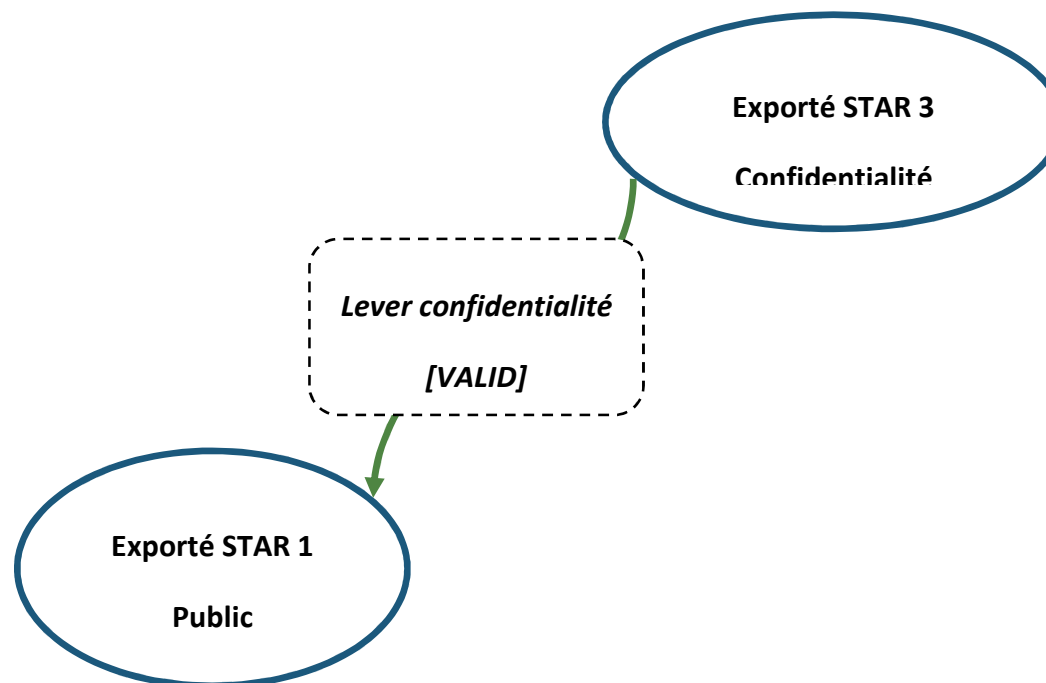 Exporté STAR 3
Confidentialité
Lever confidentialité
[VALID]
Exporté STAR 1
Public